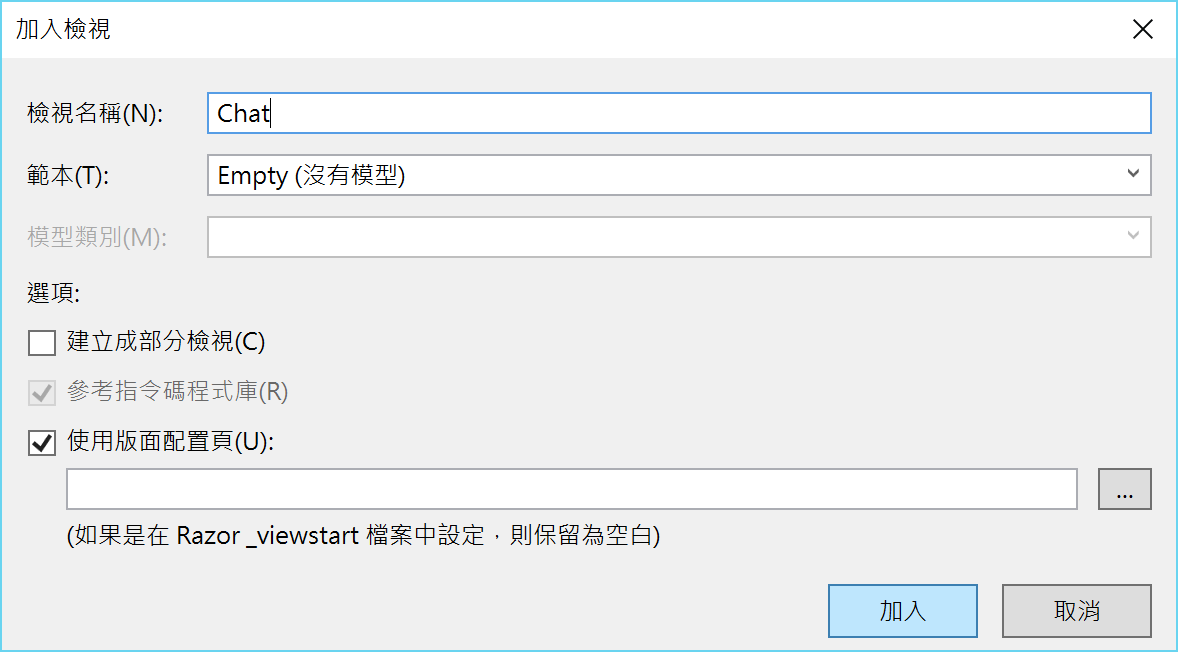 加入檢視
檢視名稱(N):
Chat
範本(T):
Empty (沒有模型)
模型類別(M):
選項:
建立成部分檢視(C)
參考指令碼程式庫(R)
使用版面配置頁(U):
...
(如果是在 Razor _viewstart 檔案中設定，則保留為空白)
加入
取消